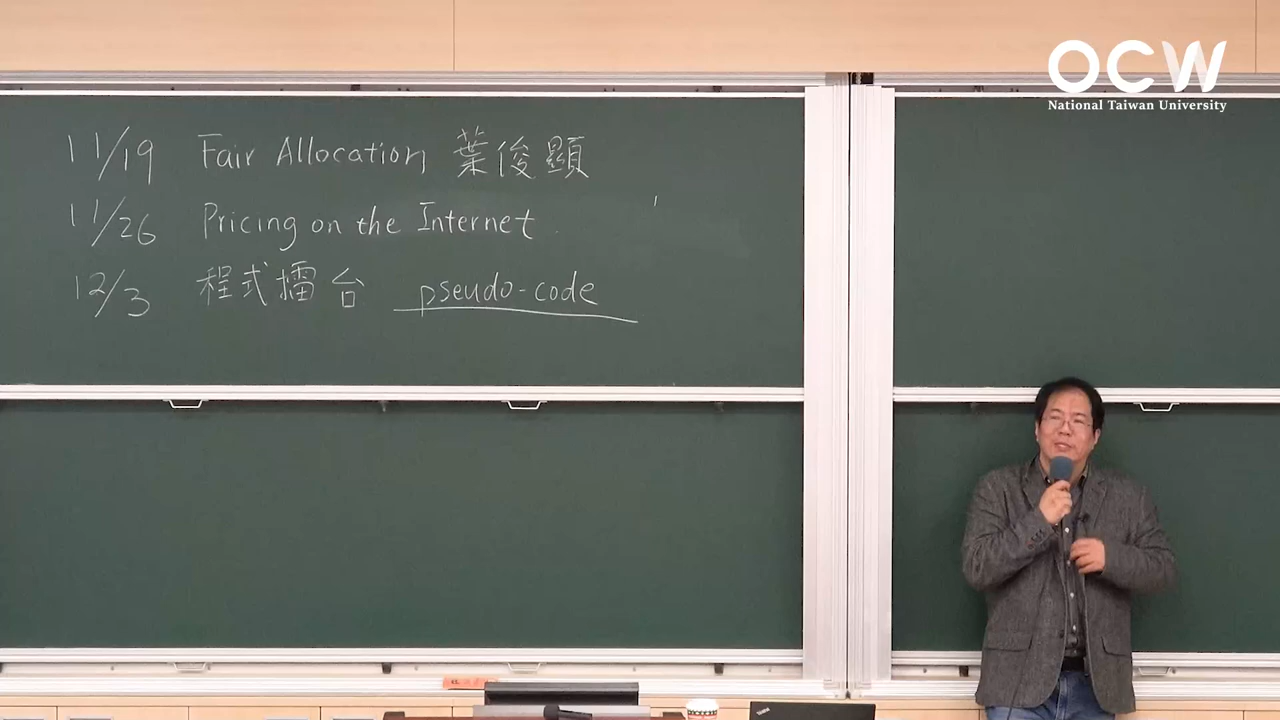 OCW
National Taiwan University
11/19 Fair Allocation 葉俊顯
11/26 Pricing on the Internet
12/3 程式擂台 pseudo-code